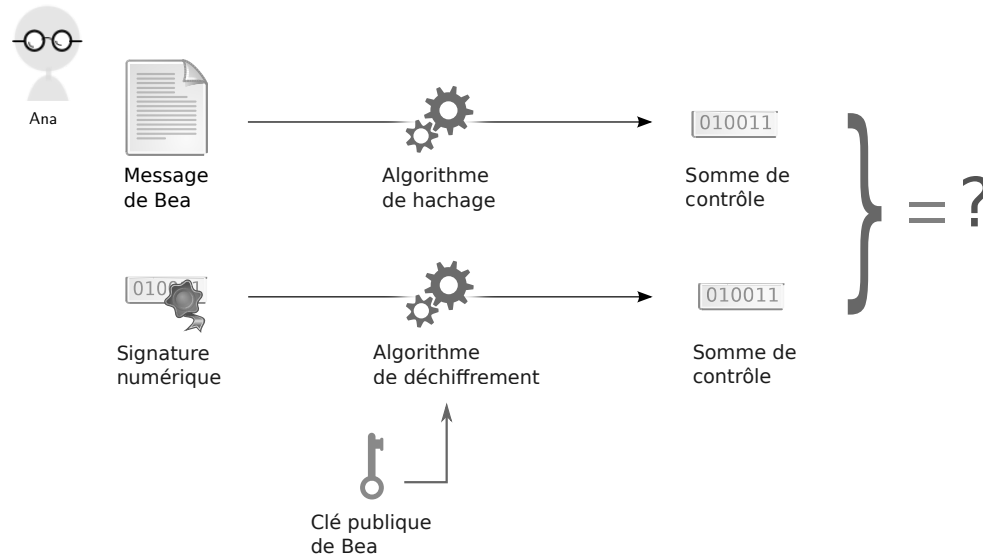 Ana
Message
de Bea
Algorithme
de hachage
010011
Somme de
contrôle
= ?
Signature
numérique
Algorithme
de déchiffrement
010011
Somme de
contrôle
Clé publique
de Bea